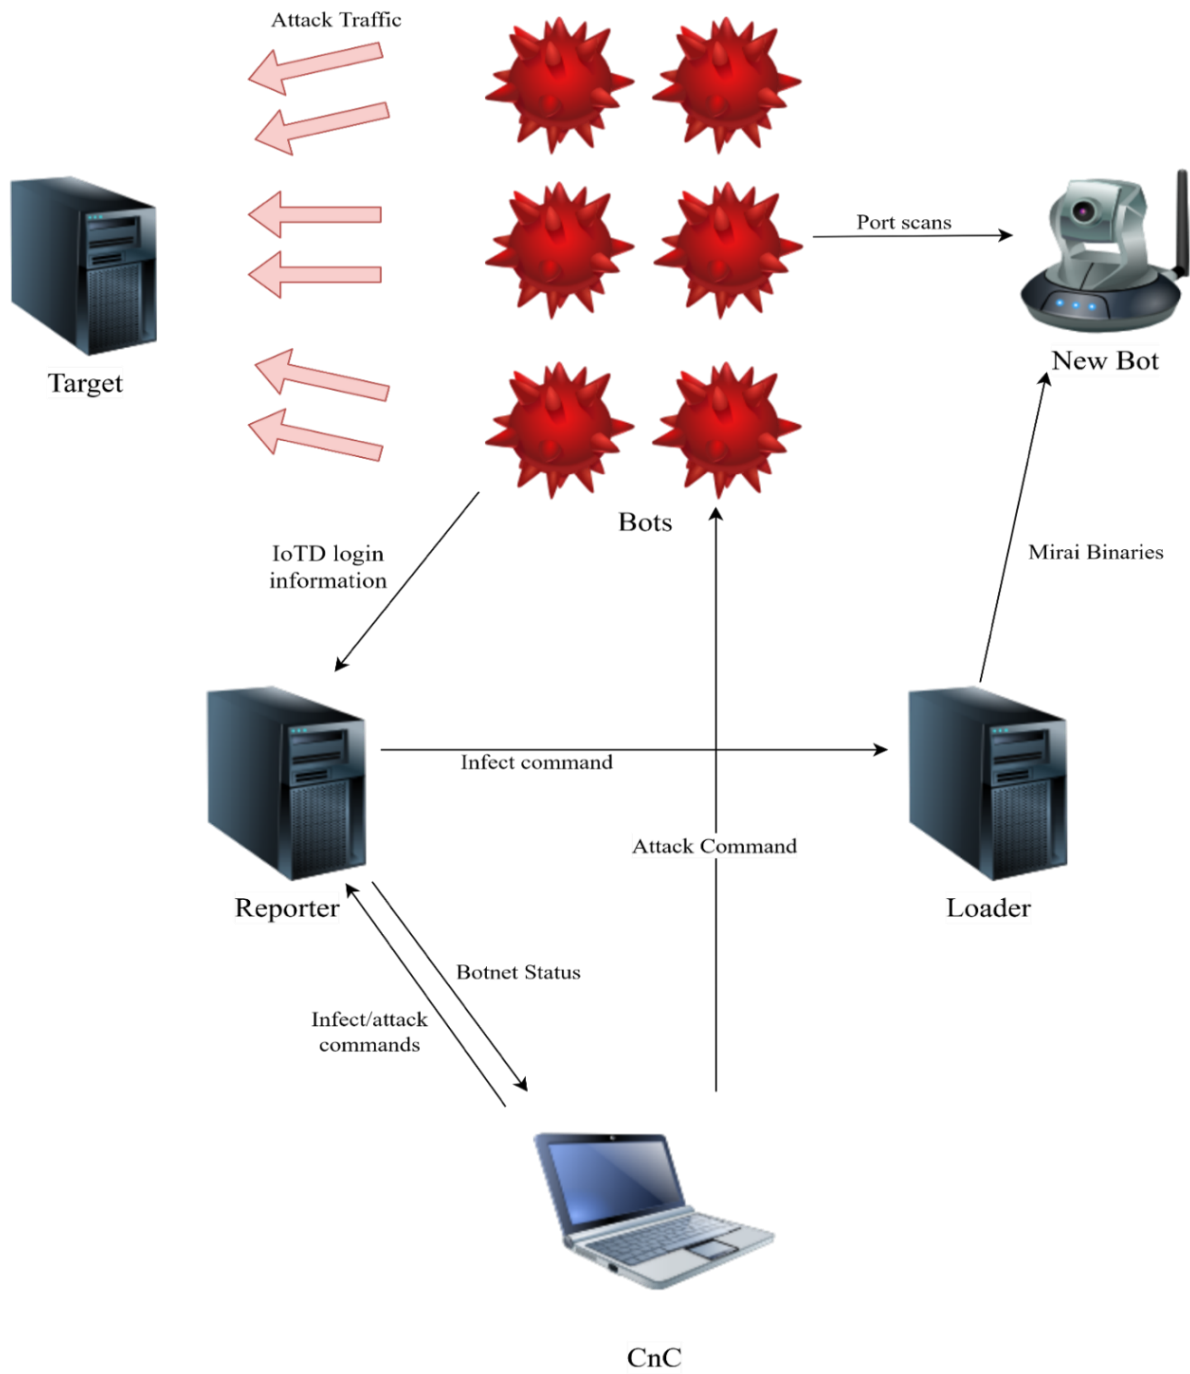 Attack Traffic
Port scans
Target
New Bot
Bots
IoTD login
information
Mirai Binaries
Infect command
Attack Command
Reporter
Loader
Botnet Status
Infect/attack
commands
CnC